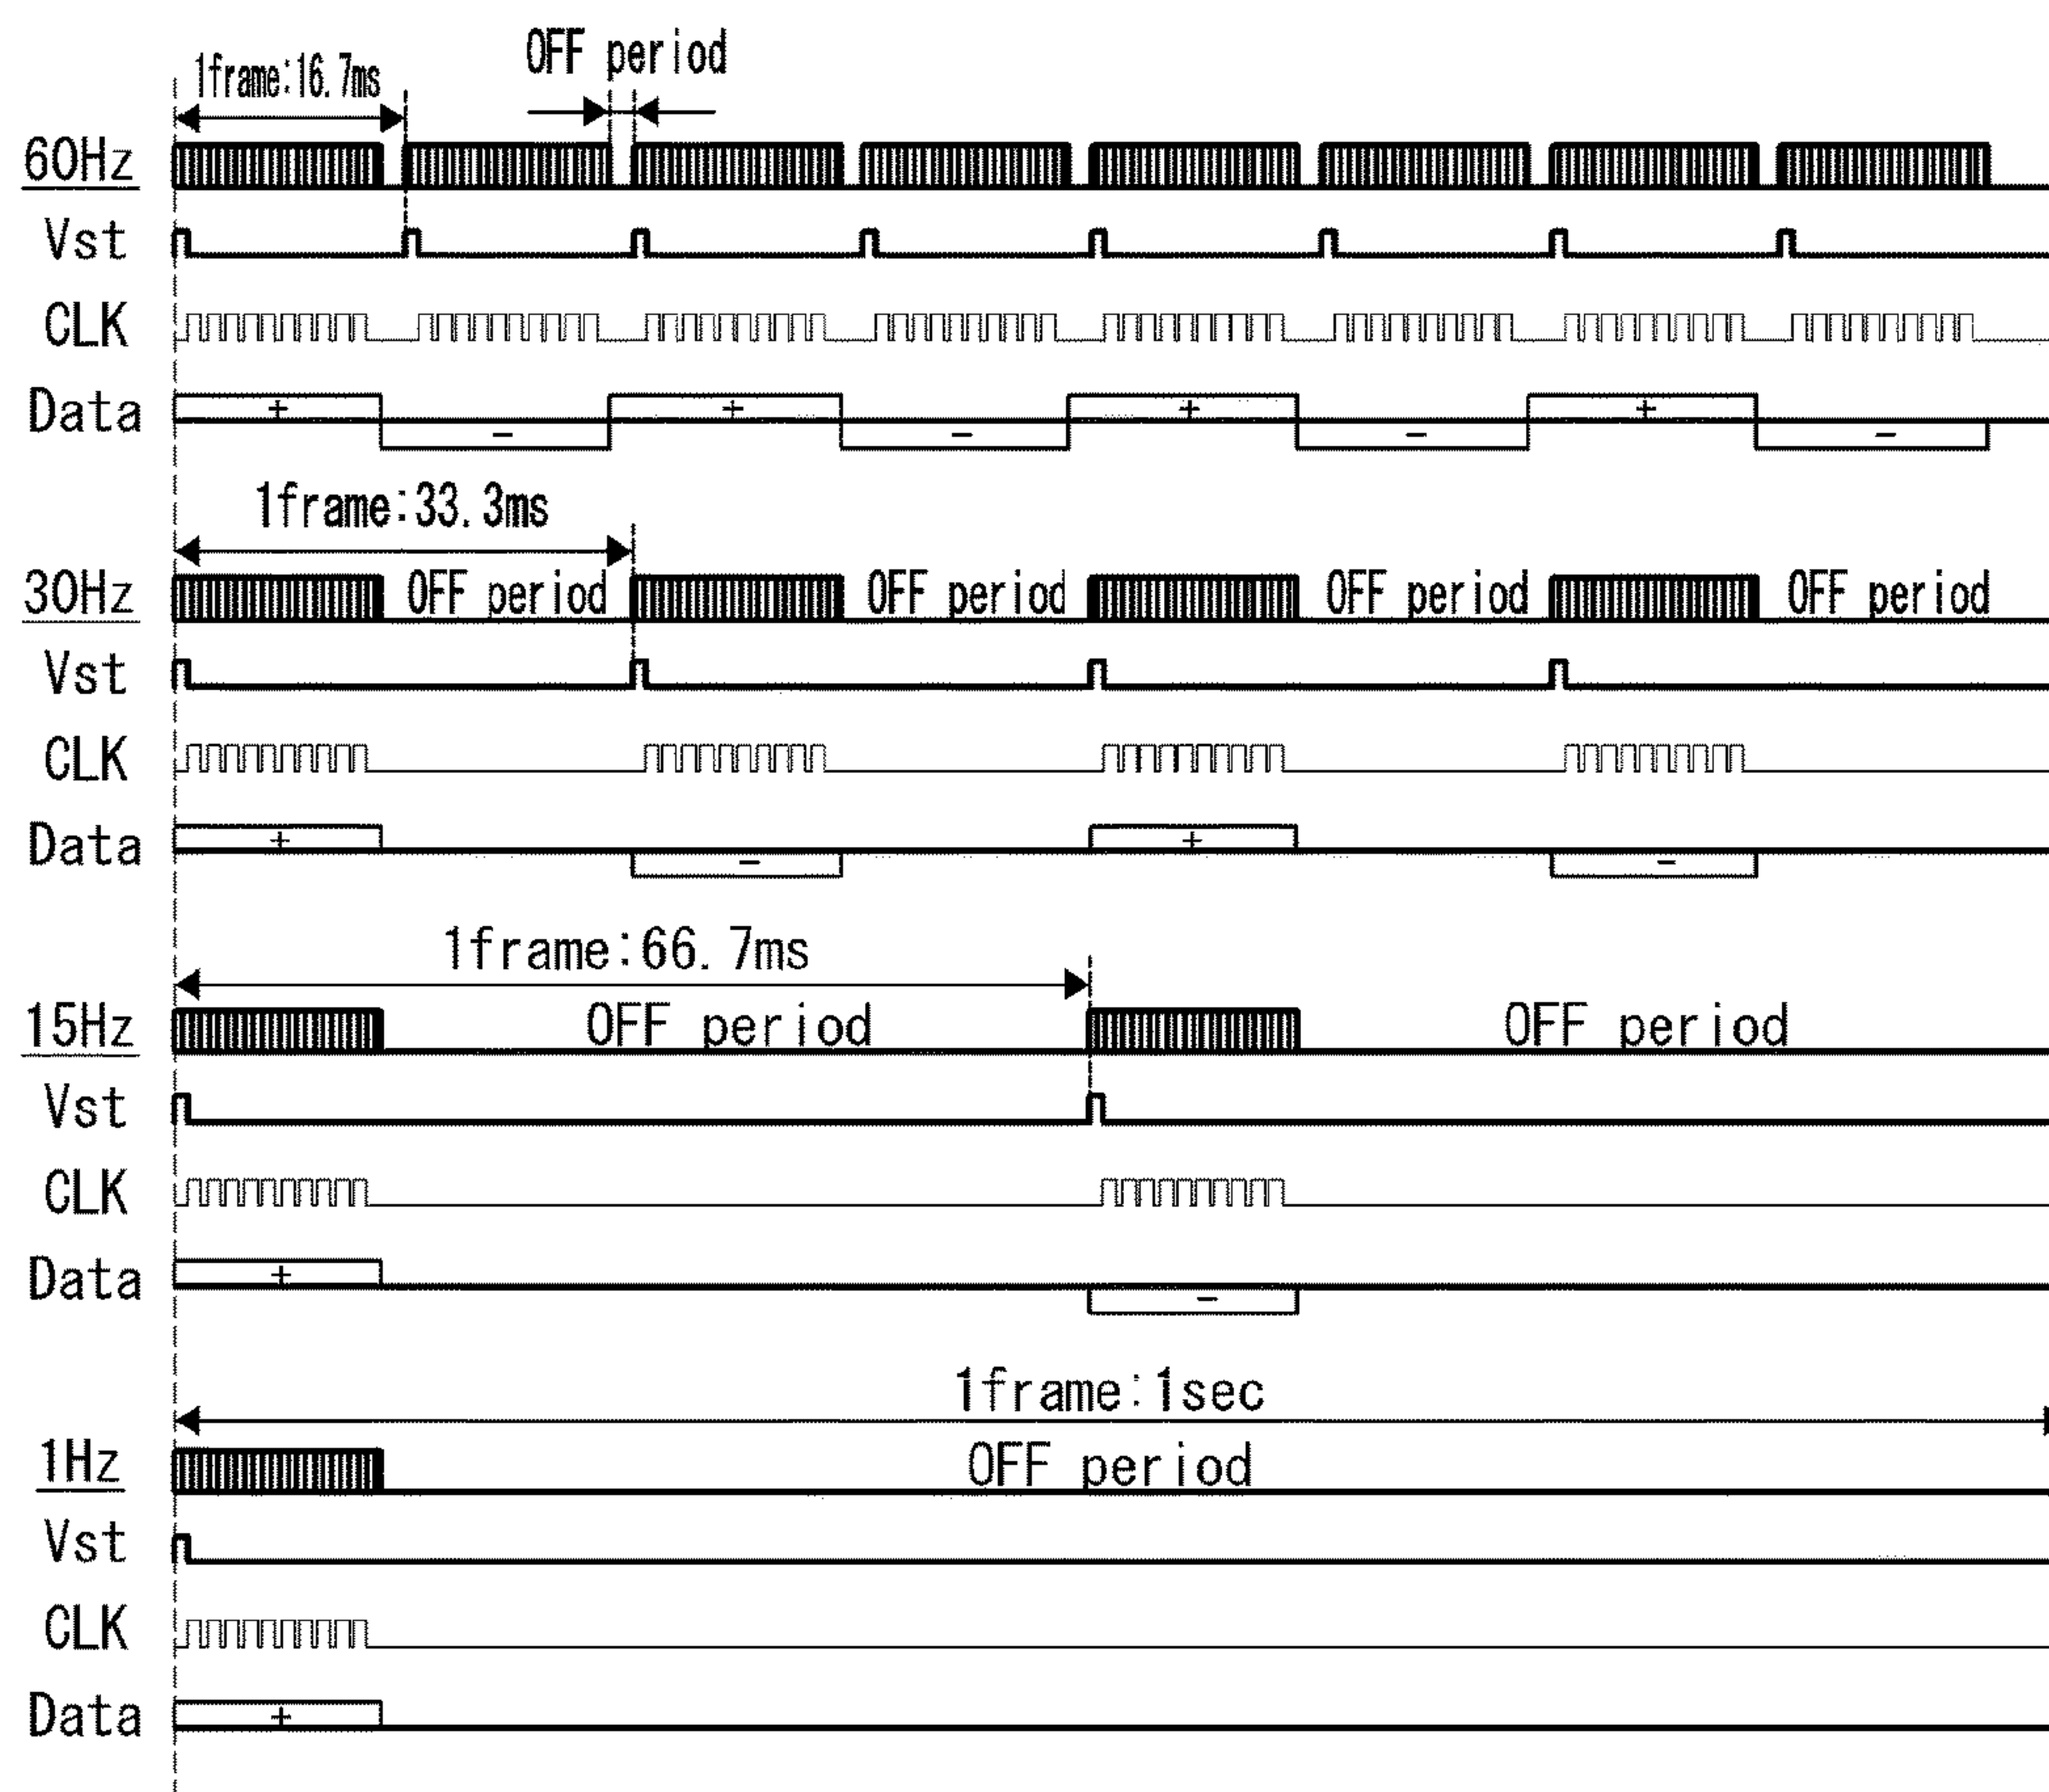 1frame:16.7ms OFF period
60Hz
Vst
CLK
Data + - + - + - + -
1frame:33.3ms
30Hz OFF period OFF period OFF period OFF period
Vst
CLK
Data + - + -
1frame:66.7ms
15Hz OFF period OFF period
Vst
CLK
Data + -
1frame:1sec
1Hz OFF period
Vst
CLK
Data +